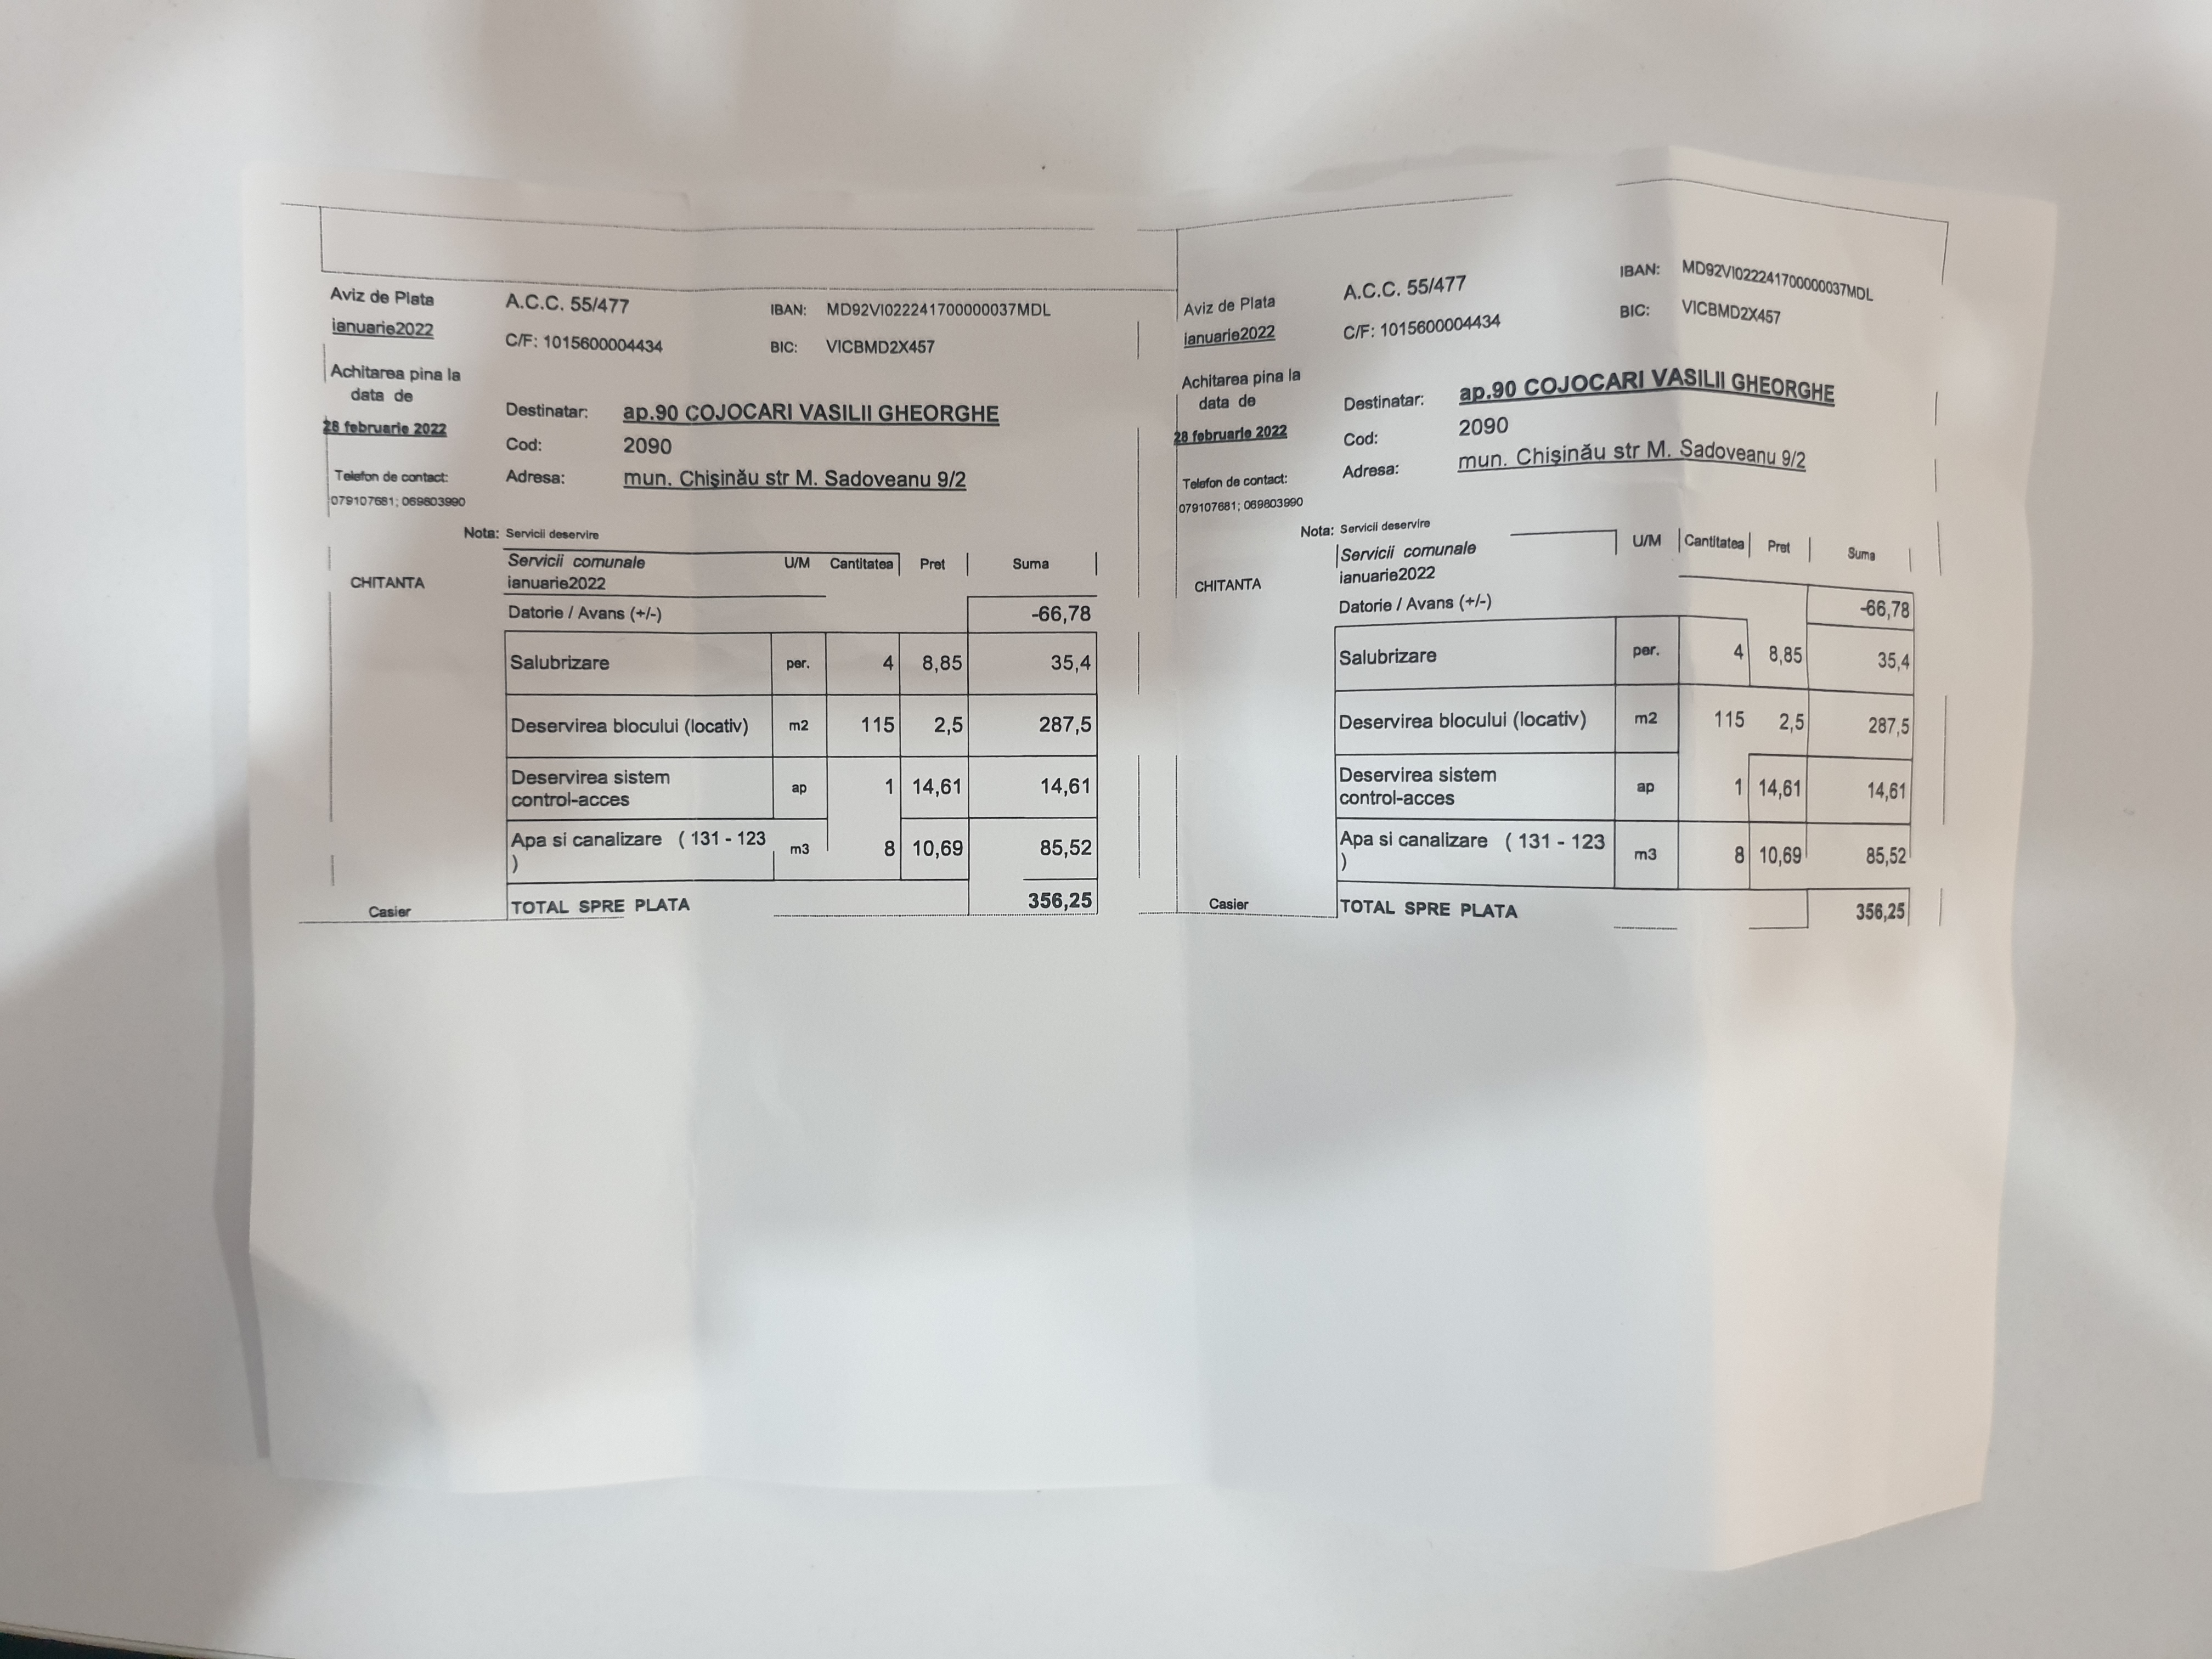 Aviz de Plata A.C.C. 55/477 IBAN: MD92VI022241700000037MDL
ianuarie2022 C/F: 1015600004434 BIC: VICBMD2X457
Achitarea pina la
data de Destinatar: ap.90 COJOCARI VASILII GHEORGHE
28 februarie 2022 Cod: 2090
Telefon de contact: Adresa: mun. Chişinău str M. Sadoveanu 9/2
079107681; 069803990
Nota: Servicii deservire
Servicii comunale U/M Cantitatea Pret Suma
CHITANTA ianuarie2022
Datorie / Avans (+/-) -66,78
Salubrizare per. 4 8,85 35,4
Deservirea blocului (locativ) m2 115 2,5 287,5
Deservirea sistem
control-acces ap 1 14,61 14,61
Apa si canalizare ( 131 - 123
) m3 8 10,69 85,52
Casier TOTAL SPRE PLATA 356,25
Aviz de Plata A.C.C. 55/477 IBAN: MD92VI022241700000037MDL
ianuarie2022 C/F: 1015600004434 BIC: VICBMD2X457
Achitarea pina la
data de Destinatar: ap.90 COJOCARI VASILII GHEORGHE
28 februarie 2022 Cod: 2090
Telefon de contact: Adresa: mun. Chişinău str M. Sadoveanu 9/2
079107681; 069803990
Nota: Servicii deservire
Servicii comunale U/M Cantitatea Pret Suma
CHITANTA ianuarie2022
Datorie / Avans (+/-) -66,78
Salubrizare per. 4 8,85 35,4
Deservirea blocului (locativ) m2 115 2,5 287,5
Deservirea sistem
control-acces ap 1 14,61 14,61
Apa si canalizare ( 131 - 123
) m3 8 10,69 85,52
Casier TOTAL SPRE PLATA 356,25